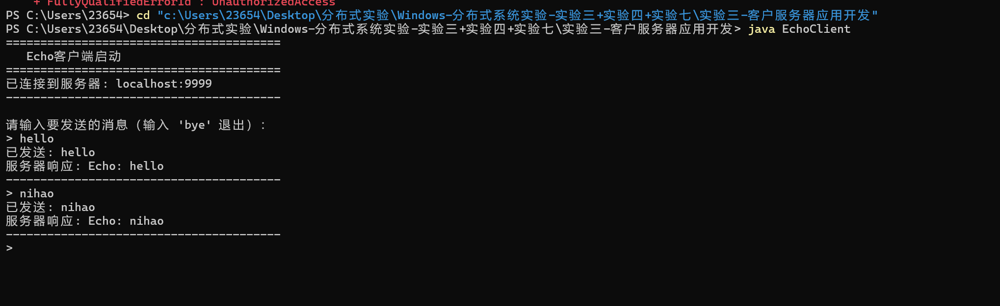 + FullyQualifiedErrorId : UnauthorizedAccess
PS C:\Users\23654> cd "c:\Users\23654\Desktop\分布式实验\Windows-分布式系统实验-实验三+实验四+实验七\实验三-客户服务器应用开发"
PS C:\Users\23654\Desktop\分布式实验\Windows-分布式系统实验-实验三+实验四+实验七\实验三-客户服务器应用开发> java EchoClient
========================================
   Echo客户端启动
========================================
已连接到服务器: localhost:9999
----------------------------------------
请输入要发送的消息（输入 'bye' 退出）:
> hello
已发送: hello
服务器响应: Echo: hello
----------------------------------------
> nihao
已发送: nihao
服务器响应: Echo: nihao
----------------------------------------
>